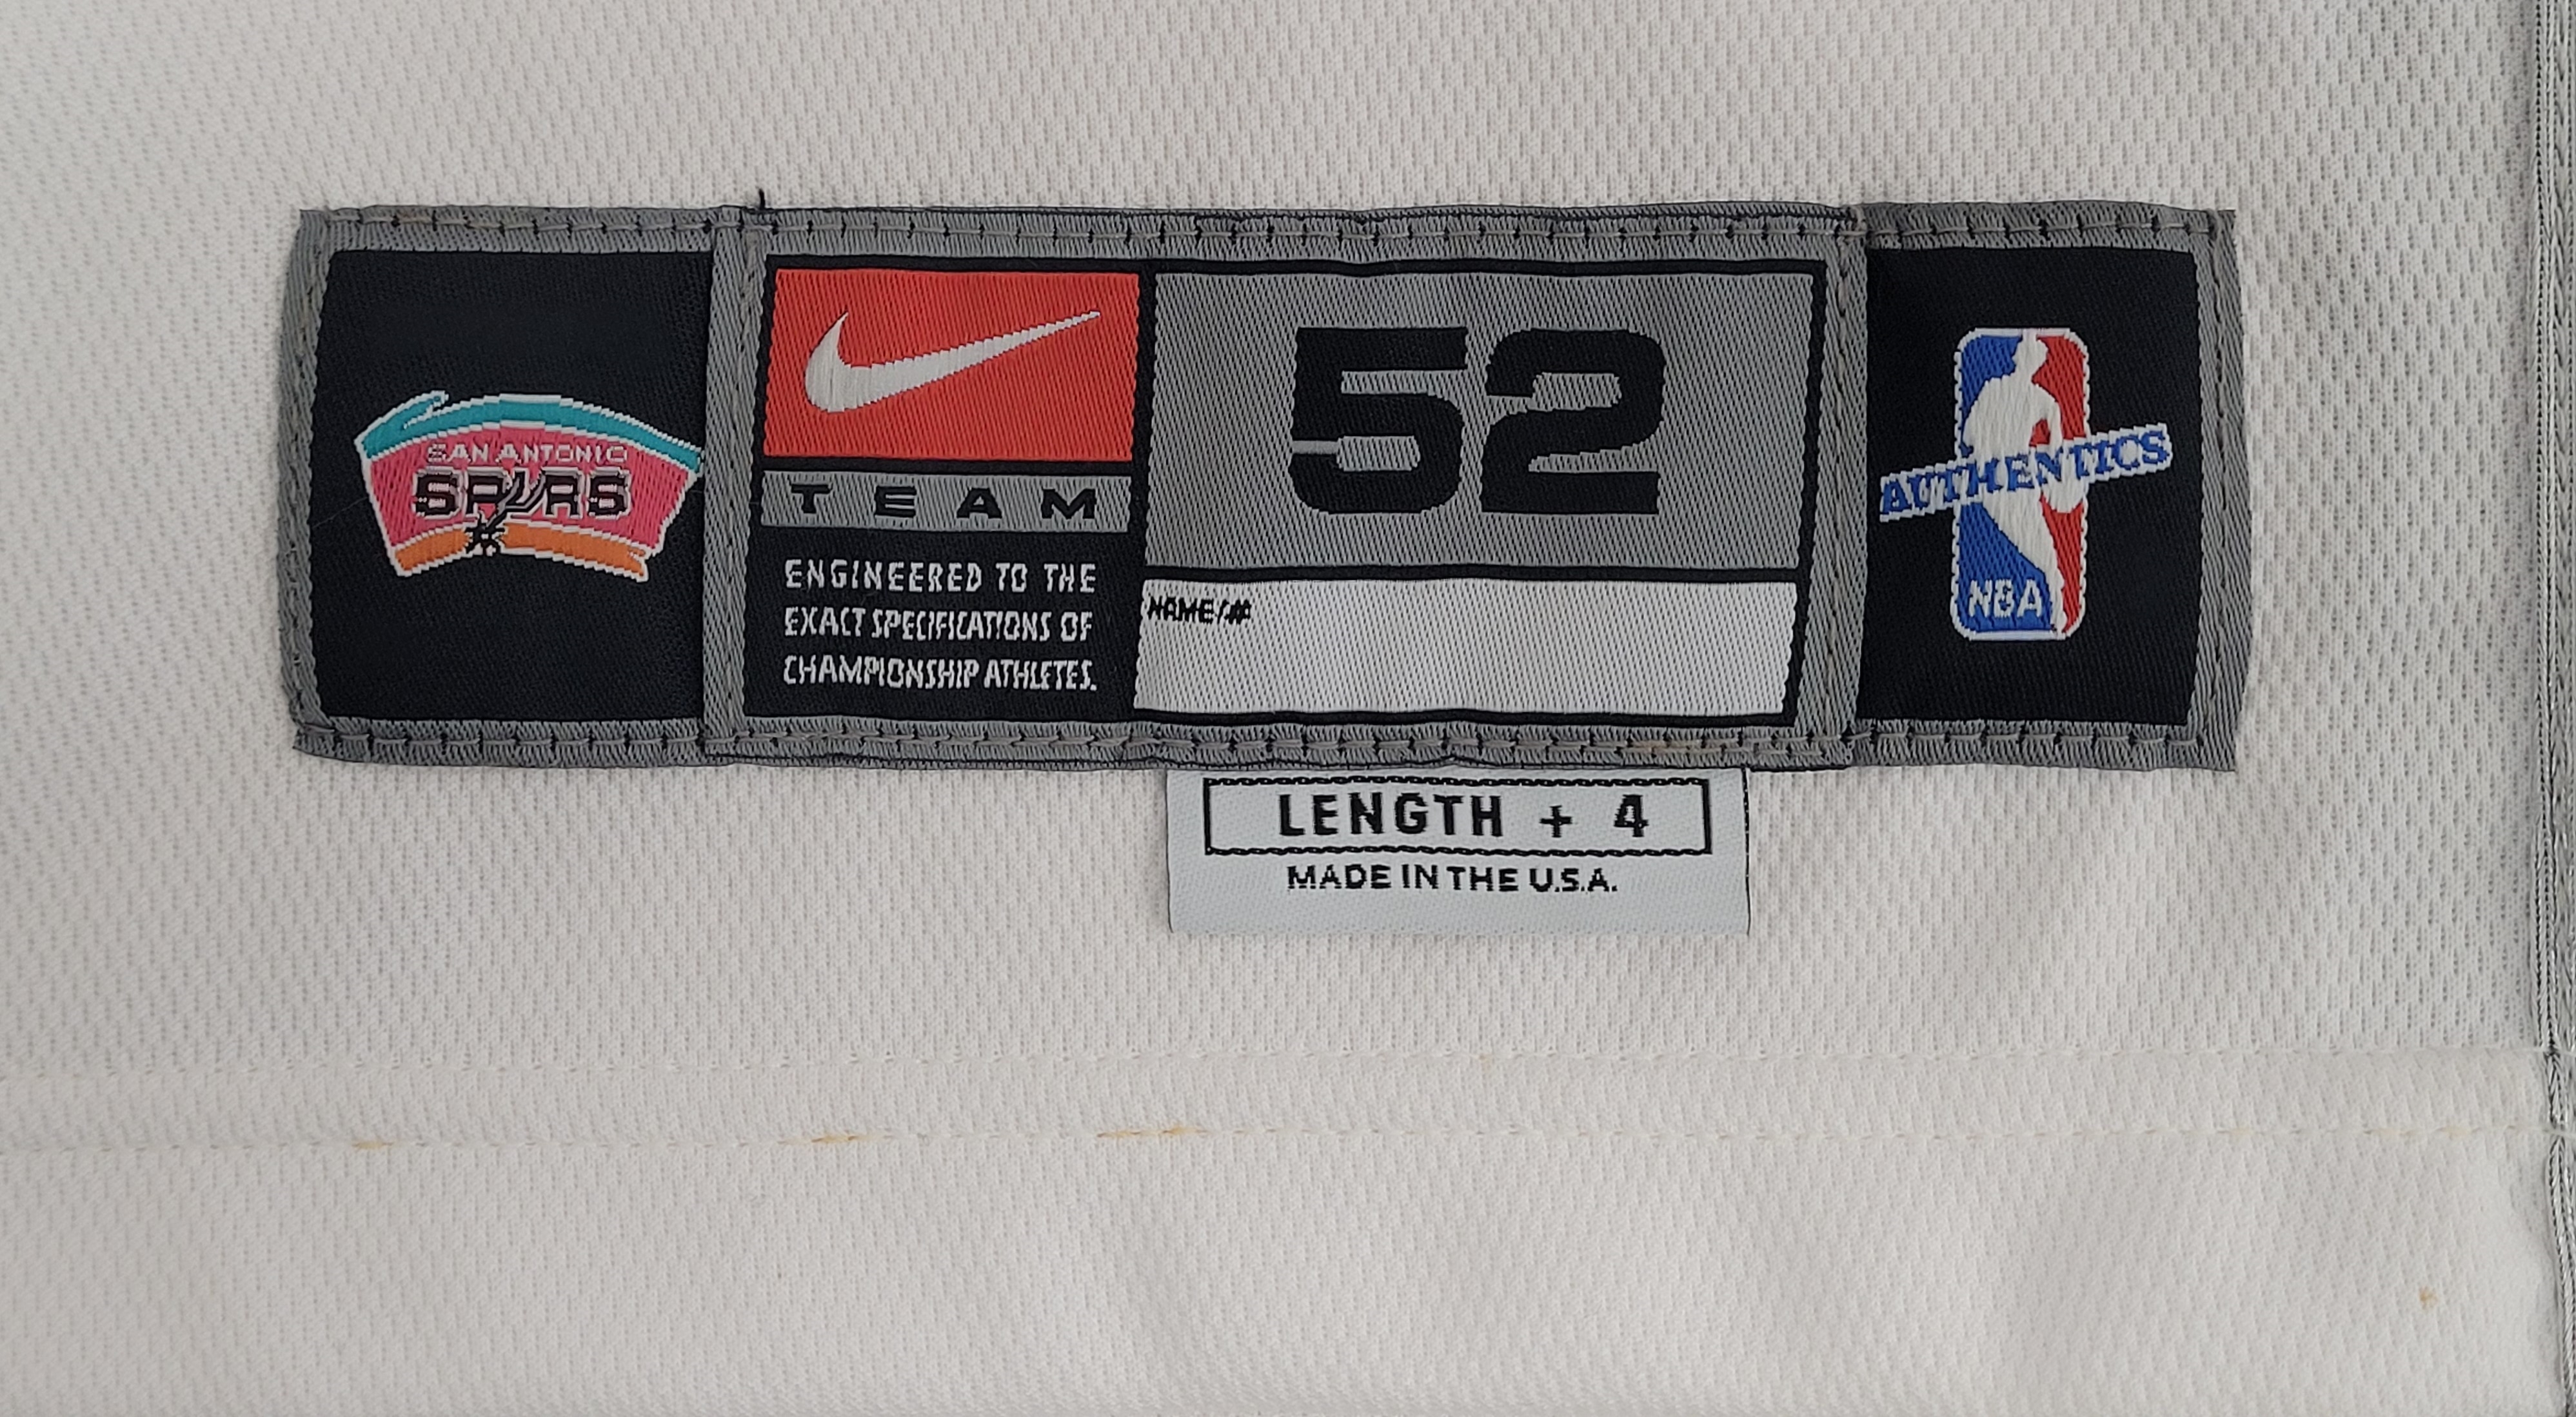 SAN ANTONIO
SPURS
TEAM
ENGINEERED TO THE
EXACT SPECIFICATIONS OF
CHAMPIONSHIP ATHLETES.
52
NAME/#
AUTHENTICS
NBA
LENGTH + 4
MADE IN THE U.S.A.